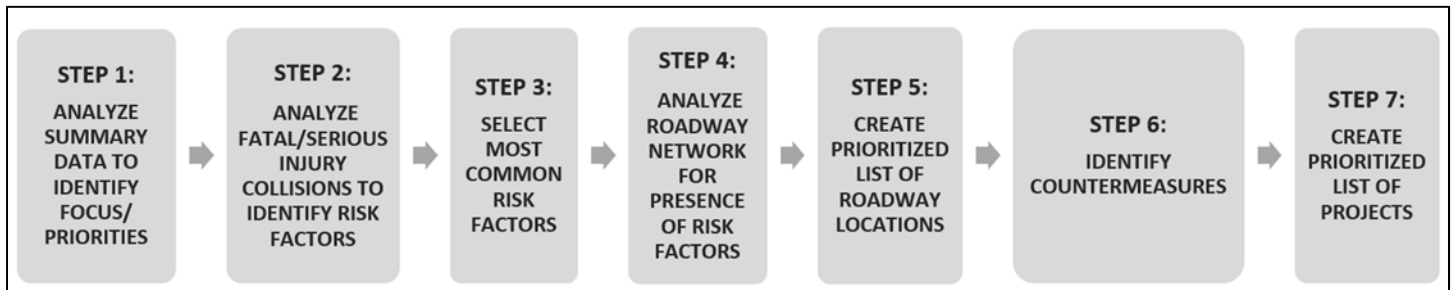 STEP 1:
ANALYZE
SUMMARY
DATA TO
IDENTIFY
FOCUS/
PRIORITIES
STEP 2:
ANALYZE
FATAL/SERIOUS
INJURY
COLLISIONS TO
IDENTIFY RISK
FACTORS
STEP 3:
SELECT
MOST
COMMON
RISK
FACTORS
STEP 4:
ANALYZE
ROADWAY
NETWORK
FOR
PRESENCE
OF RISK
FACTORS
STEP 5:
CREATE
PRIORITIZED
LIST OF
ROADWAY
LOCATIONS
STEP 6:
IDENTIFY
COUNTERMEASURES
STEP 7:
CREATE
PRIORITIZED
LIST OF
PROJECTS